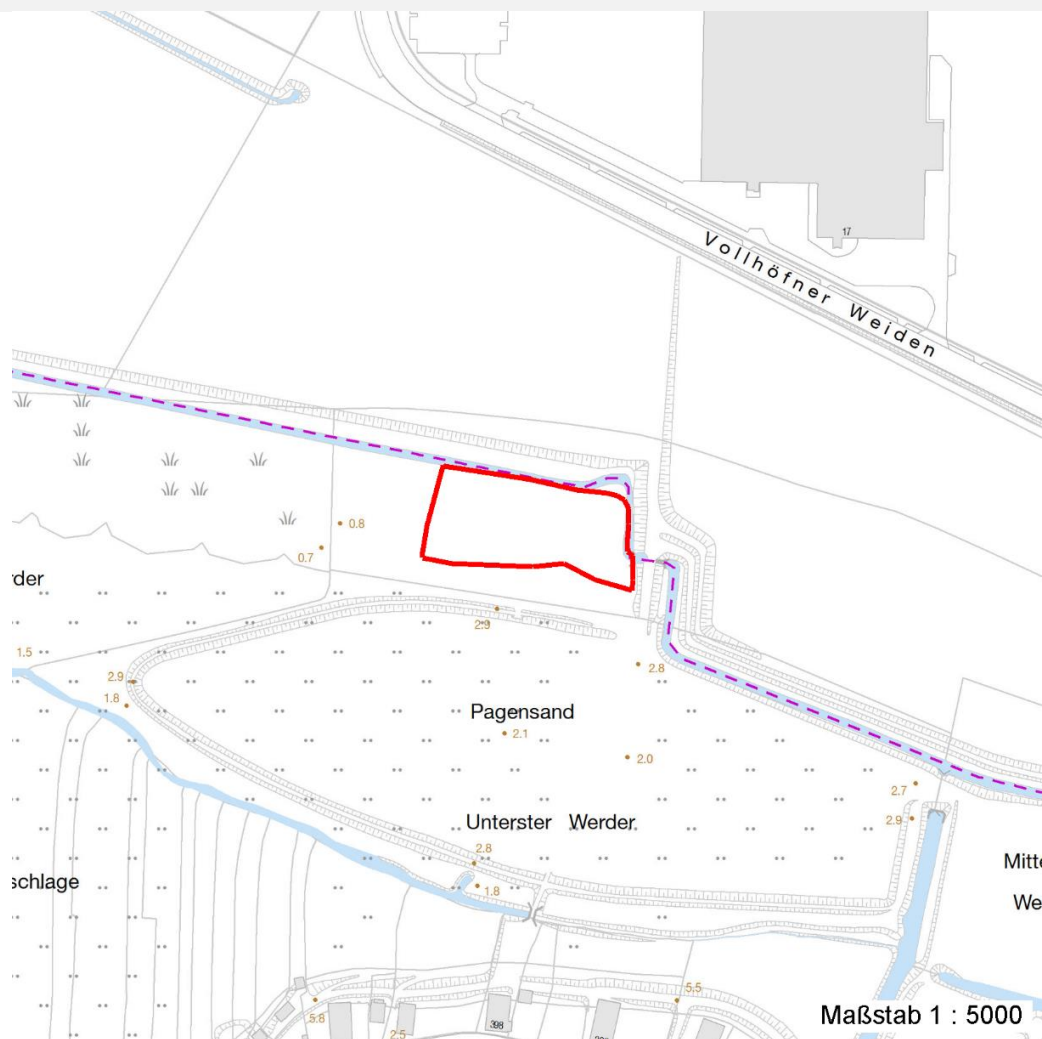 17
Vollhöfner Weiden
0.8
0.7
rder
2.9
1.5
2.8
2.9
1.8
Pagensand
2.1
2.0
2.7
2.9
Unterster Werder
2.8
Mitte
1.8
schlage
We
5.5
5.8
398
2.5
Maßstab 1 : 5000